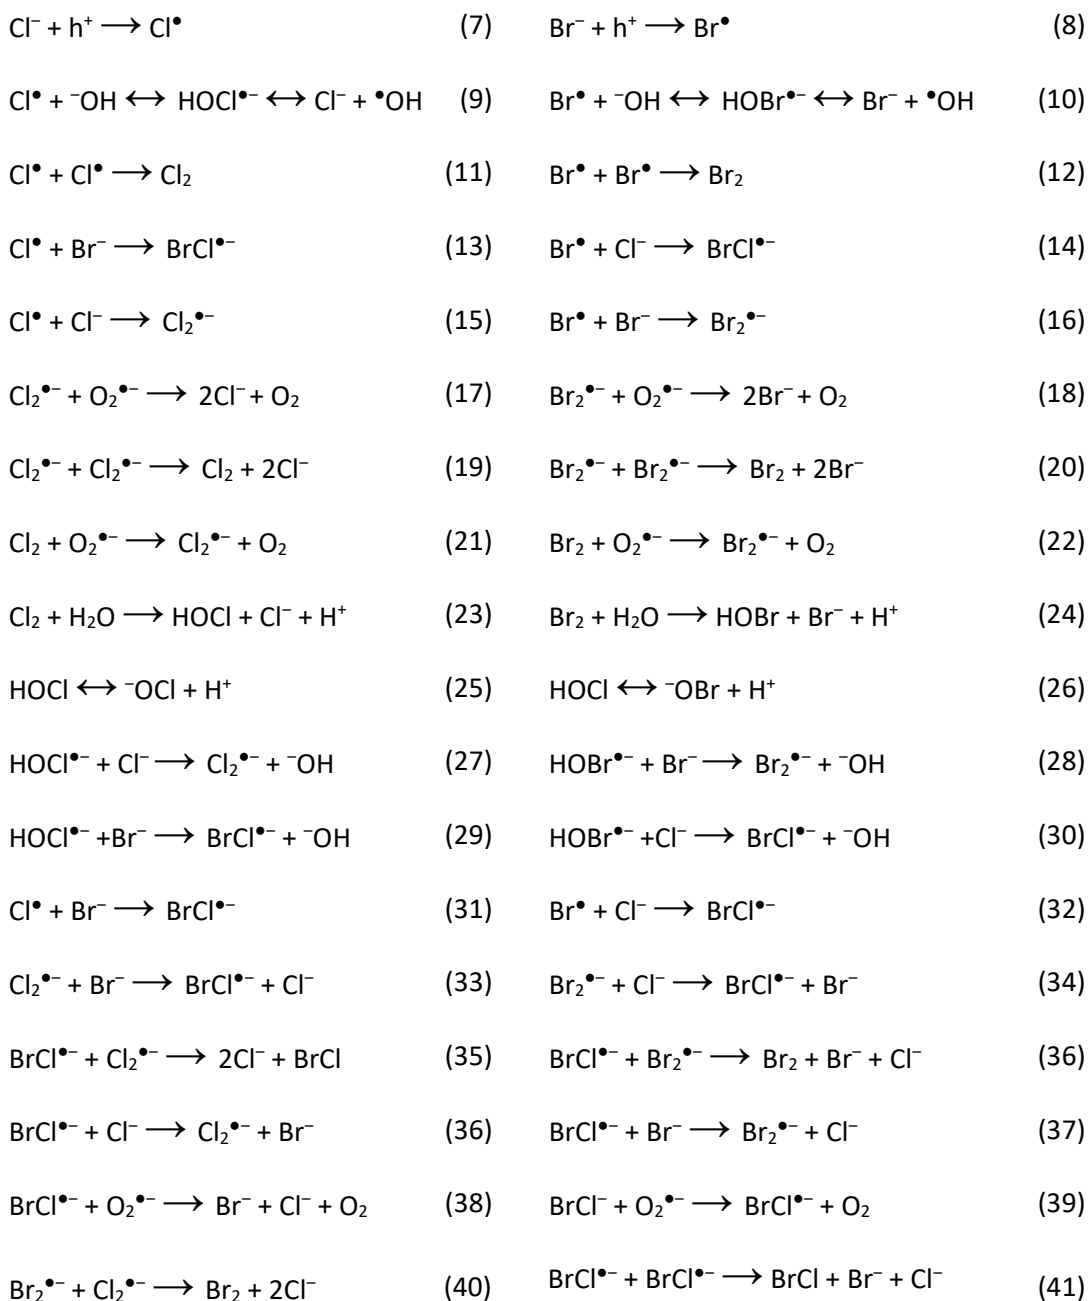 Cl⁻ + h⁺ ⟶ Cl• (7) Br⁻ + h⁺ ⟶ Br• (8)
Cl• + ⁻OH ⟷ HOCl•⁻ ⟷ Cl⁻ + •OH (9) Br• + ⁻OH ⟷ HOBr•⁻ ⟷ Br⁻ + •OH (10)
Cl• + Cl• ⟶ Cl₂ (11) Br• + Br• ⟶ Br₂ (12)
Cl• + Br⁻ ⟶ BrCl•⁻ (13) Br• + Cl⁻ ⟶ BrCl•⁻ (14)
Cl• + Cl⁻ ⟶ Cl₂•⁻ (15) Br• + Br⁻ ⟶ Br₂•⁻ (16)
Cl₂•⁻ + O₂•⁻ ⟶ 2Cl⁻ + O₂ (17) Br₂•⁻ + O₂•⁻ ⟶ 2Br⁻ + O₂ (18)
Cl₂•⁻ + Cl₂•⁻ ⟶ Cl₂ + 2Cl⁻ (19) Br₂•⁻ + Br₂•⁻ ⟶ Br₂ + 2Br⁻ (20)
Cl₂ + O₂•⁻ ⟶ Cl₂•⁻ + O₂ (21) Br₂ + O₂•⁻ ⟶ Br₂•⁻ + O₂ (22)
Cl₂ + H₂O ⟶ HOCl + Cl⁻ + H⁺ (23) Br₂ + H₂O ⟶ HOBr + Br⁻ + H⁺ (24)
HOCl ⟷ ⁻OCl + H⁺ (25) HOCl ⟷ ⁻OBr + H⁺ (26)
HOCl•⁻ + Cl⁻ ⟶ Cl₂•⁻ + ⁻OH (27) HOBr•⁻ + Br⁻ ⟶ Br₂•⁻ + ⁻OH (28)
HOCl•⁻ +Br⁻ ⟶ BrCl•⁻ + ⁻OH (29) HOBr•⁻ +Cl⁻ ⟶ BrCl•⁻ + ⁻OH (30)
Cl• + Br⁻ ⟶ BrCl•⁻ (31) Br• + Cl⁻ ⟶ BrCl•⁻ (32)
Cl₂•⁻ + Br⁻ ⟶ BrCl•⁻ + Cl⁻ (33) Br₂•⁻ + Cl⁻ ⟶ BrCl•⁻ + Br⁻ (34)
BrCl•⁻ + Cl₂•⁻ ⟶ 2Cl⁻ + BrCl (35) BrCl•⁻ + Br₂•⁻ ⟶ Br₂ + Br⁻ + Cl⁻ (36)
BrCl•⁻ + Cl⁻ ⟶ Cl₂•⁻ + Br⁻ (36) BrCl•⁻ + Br⁻ ⟶ Br₂•⁻ + Cl⁻ (37)
BrCl•⁻ + O₂•⁻ ⟶ Br⁻ + Cl⁻ + O₂ (38) BrCl⁻ + O₂•⁻ ⟶ BrCl•⁻ + O₂ (39)
Br₂•⁻ + Cl₂•⁻ ⟶ Br₂ + 2Cl⁻ (40) BrCl•⁻ + BrCl•⁻ ⟶ BrCl + Br⁻ + Cl⁻ (41)